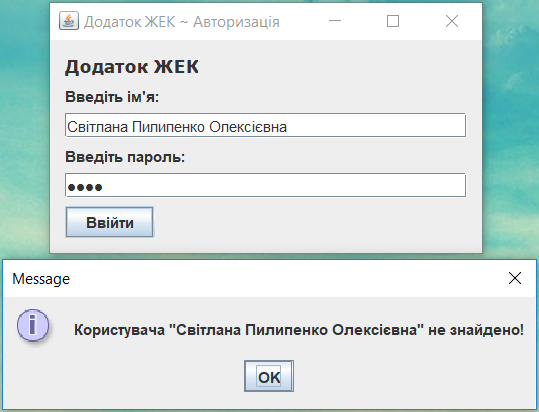 Додаток ЖЕК ~ Авторизація
Додаток ЖЕК
Введіть ім'я:
Світлана Пилипенко Олексієвна
Введіть пароль:
●●●●
Ввійти
Message
Користувача "Світлана Пилипенко Олексієвна" не знайдено!
OK